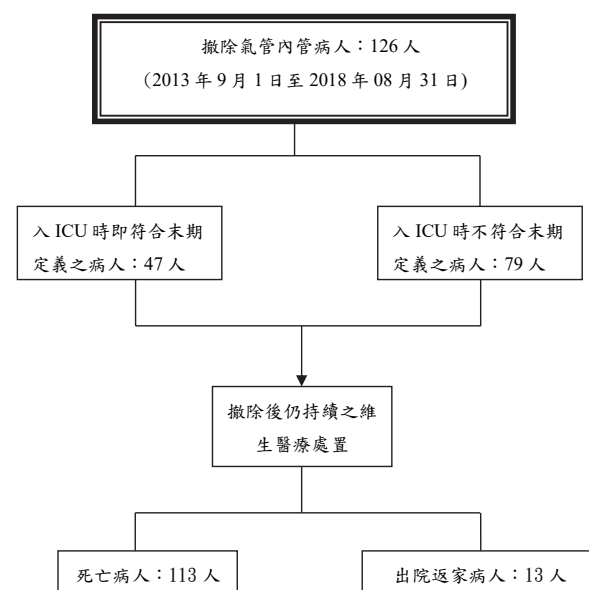 撤除氣管內管病人：126 人
（2013 年 9 月 1 日至 2018 年 08 月 31 日)
入 ICU 時即符合末期
定義之病人：47 人
入 ICU 時不符合末期
定義之病人：79 人
撤除後仍持續之維
生醫療處置
死亡病人：113 人
出院返家病人：13 人